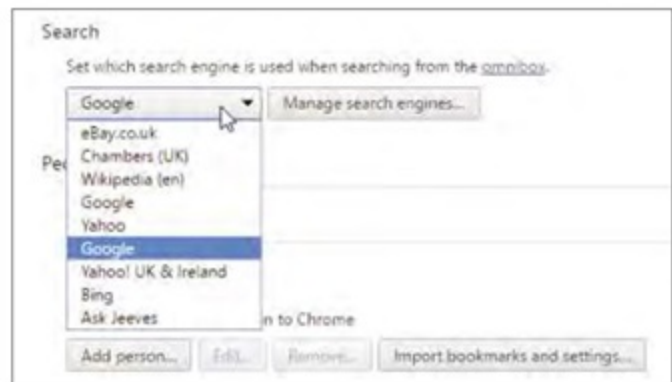 Search
Set which search engine is used when searching from the omnibox.
Google
Manage search engines...
eBay.co.uk
Chambers (UK)
Pe
Wikipedia (en)
Google
Yahoo
Google
Yahoo! UK & Ireland
Bing
Ask Jeeves
n to Chrome
Add person... Edit... Remove... Import bookmarks and settings...